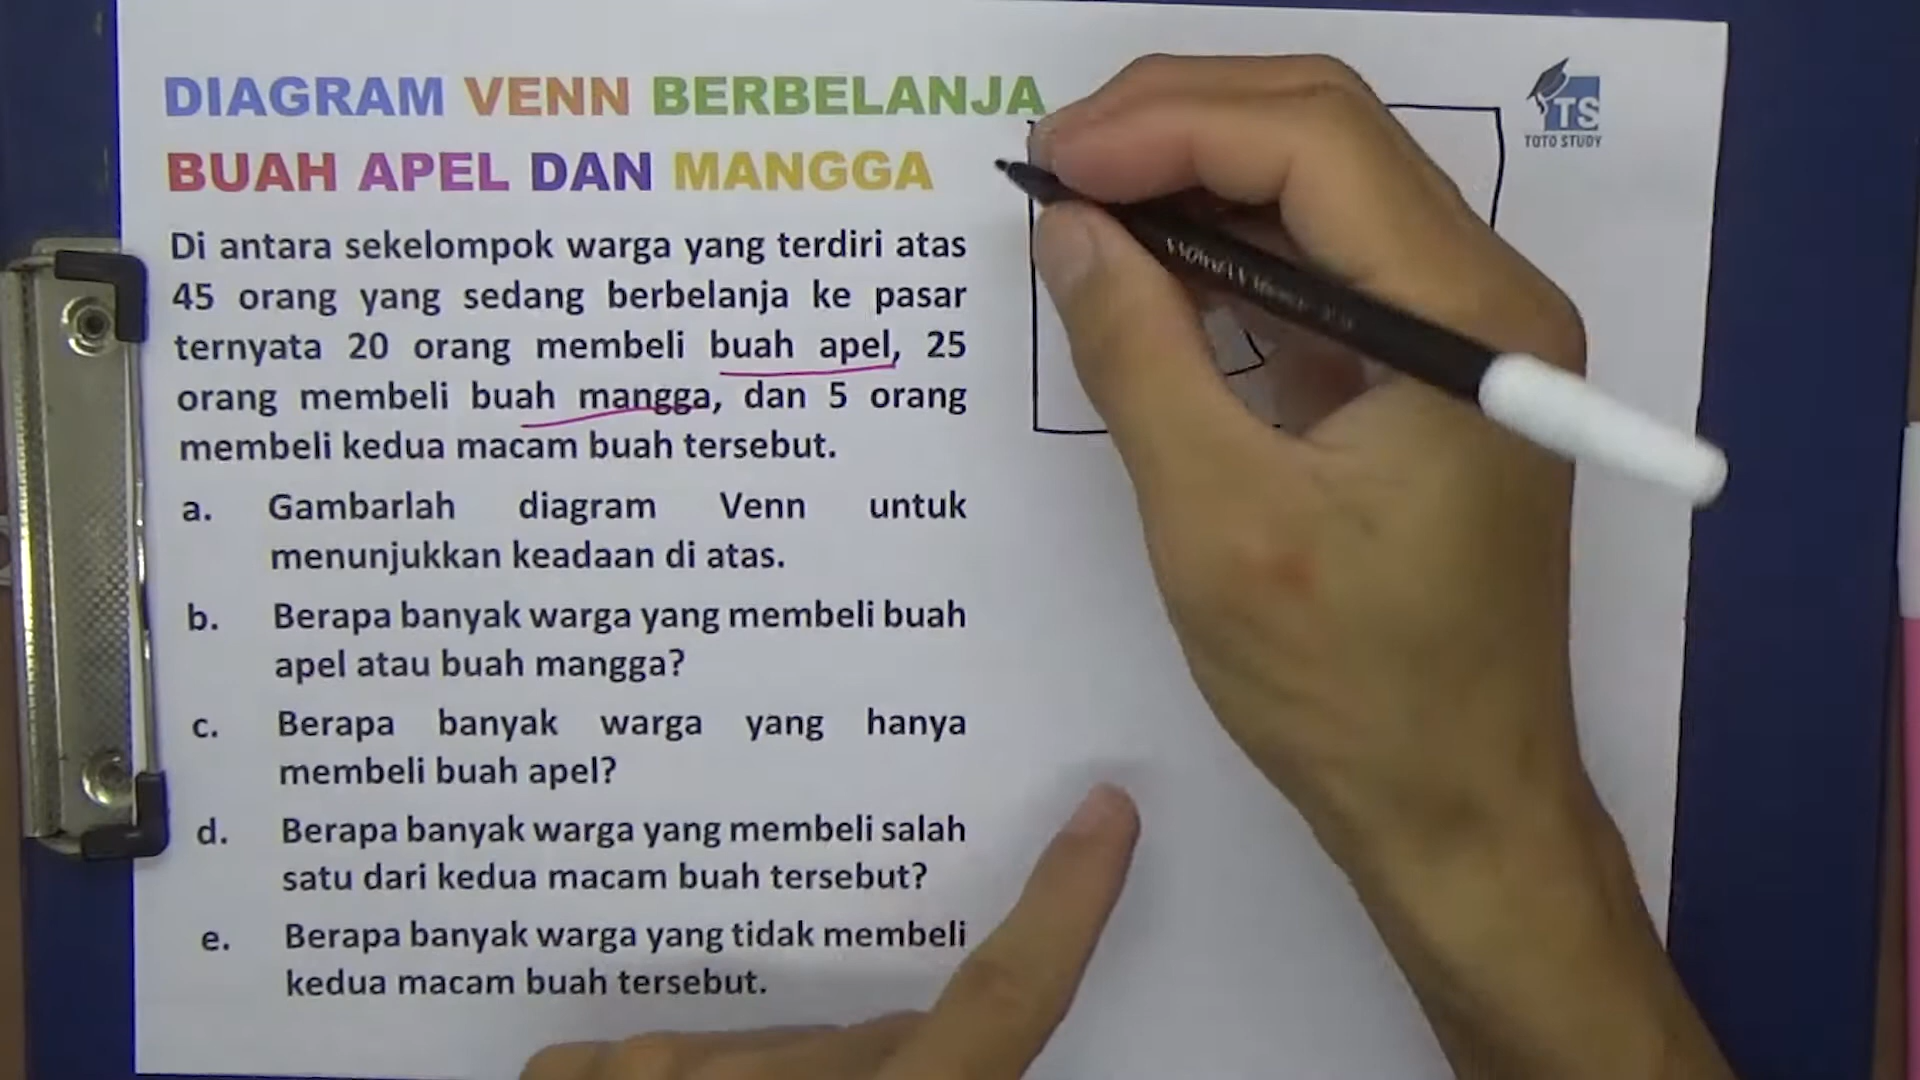 DIAGRAM VENN BERBELANJA
BUAH APEL DAN MANGGA
TS
TOTO STUDY
Di antara sekelompok warga yang terdiri atas
45 orang yang sedang berbelanja ke pasar
ternyata 20 orang membeli buah apel, 25
orang membeli buah mangga, dan 5 orang
membeli kedua macam buah tersebut.
a. Gambarlah diagram Venn untuk
menunjukkan keadaan di atas.
b. Berapa banyak warga yang membeli buah
apel atau buah mangga?
c. Berapa banyak warga yang hanya
membeli buah apel?
d. Berapa banyak warga yang membeli salah
satu dari kedua macam buah tersebut?
e. Berapa banyak warga yang tidak membeli
kedua macam buah tersebut.